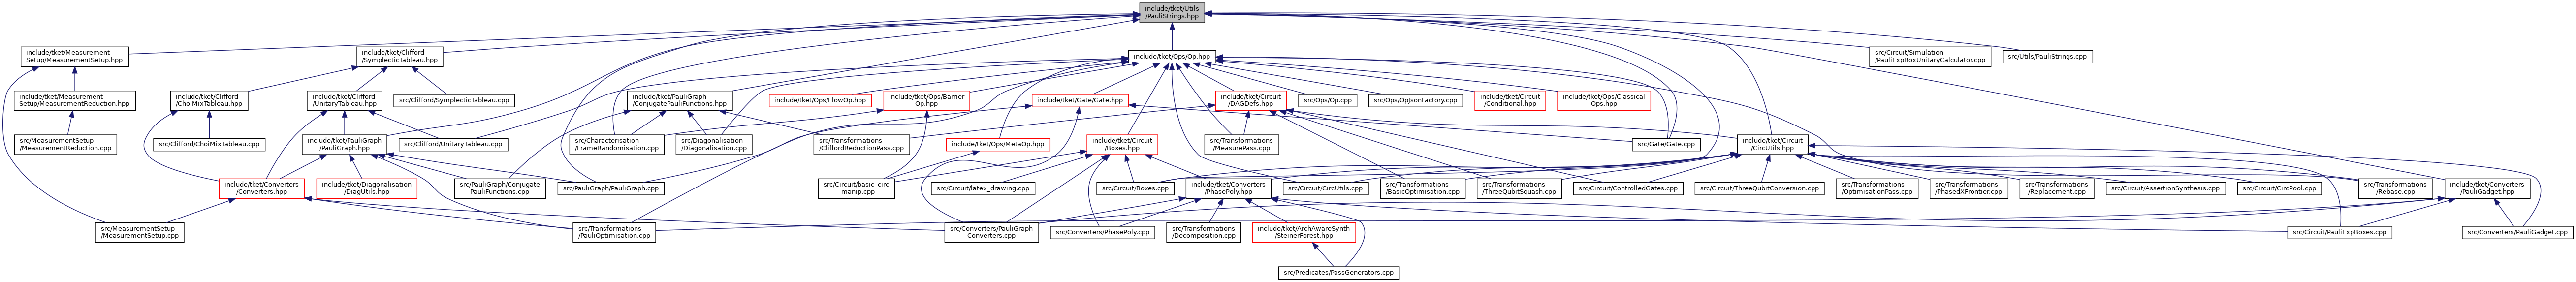 include/tket/Utils
/PauliStrings.hpp
include/tket/Measurement
Setup/MeasurementSetup.hpp
include/tket/Clifford
/SymplecticTableau.hpp
include/tket/Ops/Op.hpp
src/Circuit/Simulation
/PauliExpBoxUnitaryCalculator.cpp
src/Utils/PauliStrings.cpp
include/tket/Measurement
Setup/MeasurementReduction.hpp
include/tket/Clifford
/ChoiMixTableau.hpp
include/tket/Clifford
/UnitaryTableau.hpp
src/Clifford/SymplecticTableau.cpp
include/tket/PauliGraph
/ConjugatePauliFunctions.hpp
include/tket/Ops/FlowOp.hpp
include/tket/Ops/Barrier
Op.hpp
include/tket/Gate/Gate.hpp
include/tket/Circuit
/DAGDefs.hpp
src/Ops/Op.cpp
src/Ops/OpJsonFactory.cpp
include/tket/Circuit
/Conditional.hpp
include/tket/Ops/Classical
Ops.hpp
src/MeasurementSetup
/MeasurementReduction.cpp
src/Clifford/ChoiMixTableau.cpp
include/tket/PauliGraph
/PauliGraph.hpp
src/Clifford/UnitaryTableau.cpp
src/Characterisation
/FrameRandomisation.cpp
src/Diagonalisation
/Diagonalisation.cpp
src/Transformations
/CliffordReductionPass.cpp
include/tket/Ops/MetaOp.hpp
include/tket/Circuit
/Boxes.hpp
src/Transformations
/MeasurePass.cpp
src/Gate/Gate.cpp
include/tket/Circuit
/CircUtils.hpp
include/tket/Converters
/Converters.hpp
include/tket/Diagonalisation
/DiagUtils.hpp
src/PauliGraph/Conjugate
PauliFunctions.cpp
src/PauliGraph/PauliGraph.cpp
src/Circuit/basic_circ
_manip.cpp
src/Circuit/latex_drawing.cpp
src/Circuit/Boxes.cpp
include/tket/Converters
/PhasePoly.hpp
src/Circuit/CircUtils.cpp
src/Transformations
/BasicOptimisation.cpp
src/Transformations
/ThreeQubitSquash.cpp
src/Circuit/ControlledGates.cpp
src/Circuit/ThreeQubitConversion.cpp
src/Transformations
/OptimisationPass.cpp
src/Transformations
/PhasedXFrontier.cpp
src/Transformations
/Replacement.cpp
src/Circuit/AssertionSynthesis.cpp
src/Circuit/CircPool.cpp
src/Transformations
/Rebase.cpp
include/tket/Converters
/PauliGadget.hpp
src/MeasurementSetup
/MeasurementSetup.cpp
src/Transformations
/PauliOptimisation.cpp
src/Converters/PauliGraph
Converters.cpp
src/Converters/PhasePoly.cpp
src/Transformations
/Decomposition.cpp
include/tket/ArchAwareSynth
/SteinerForest.hpp
src/Circuit/PauliExpBoxes.cpp
src/Converters/PauliGadget.cpp
src/Predicates/PassGenerators.cpp